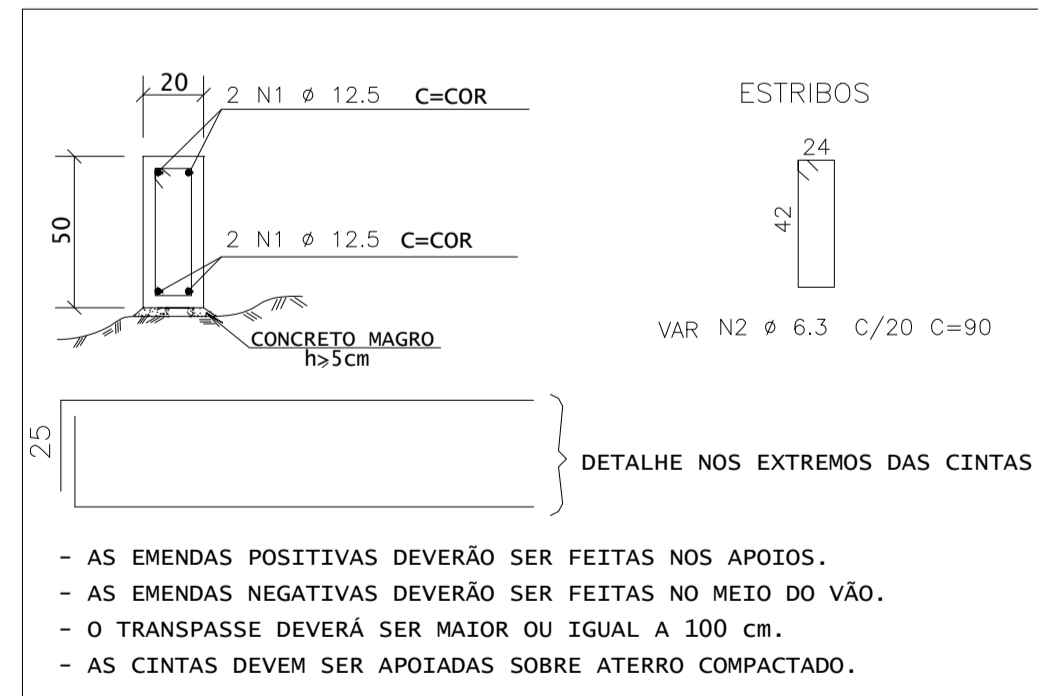 20
2 N1 ø 12.5 C=COR
50
2 N1 ø 12.5 C=COR
CONCRETO MAGRO
h⩾5cm
ESTRIBOS
24
42
VAR N2 ø 6.3 C/20 C=90
25
DETALHE NOS EXTREMOS DAS CINTAS
- AS EMENDAS POSITIVAS DEVERÃO SER FEITAS NOS APOIOS.
- AS EMENDAS NEGATIVAS DEVERÃO SER FEITAS NO MEIO DO VÃO.
- O TRANSPASSE DEVERÁ SER MAIOR OU IGUAL A 100 cm.
- AS CINTAS DEVEM SER APOIADAS SOBRE ATERRO COMPACTADO.